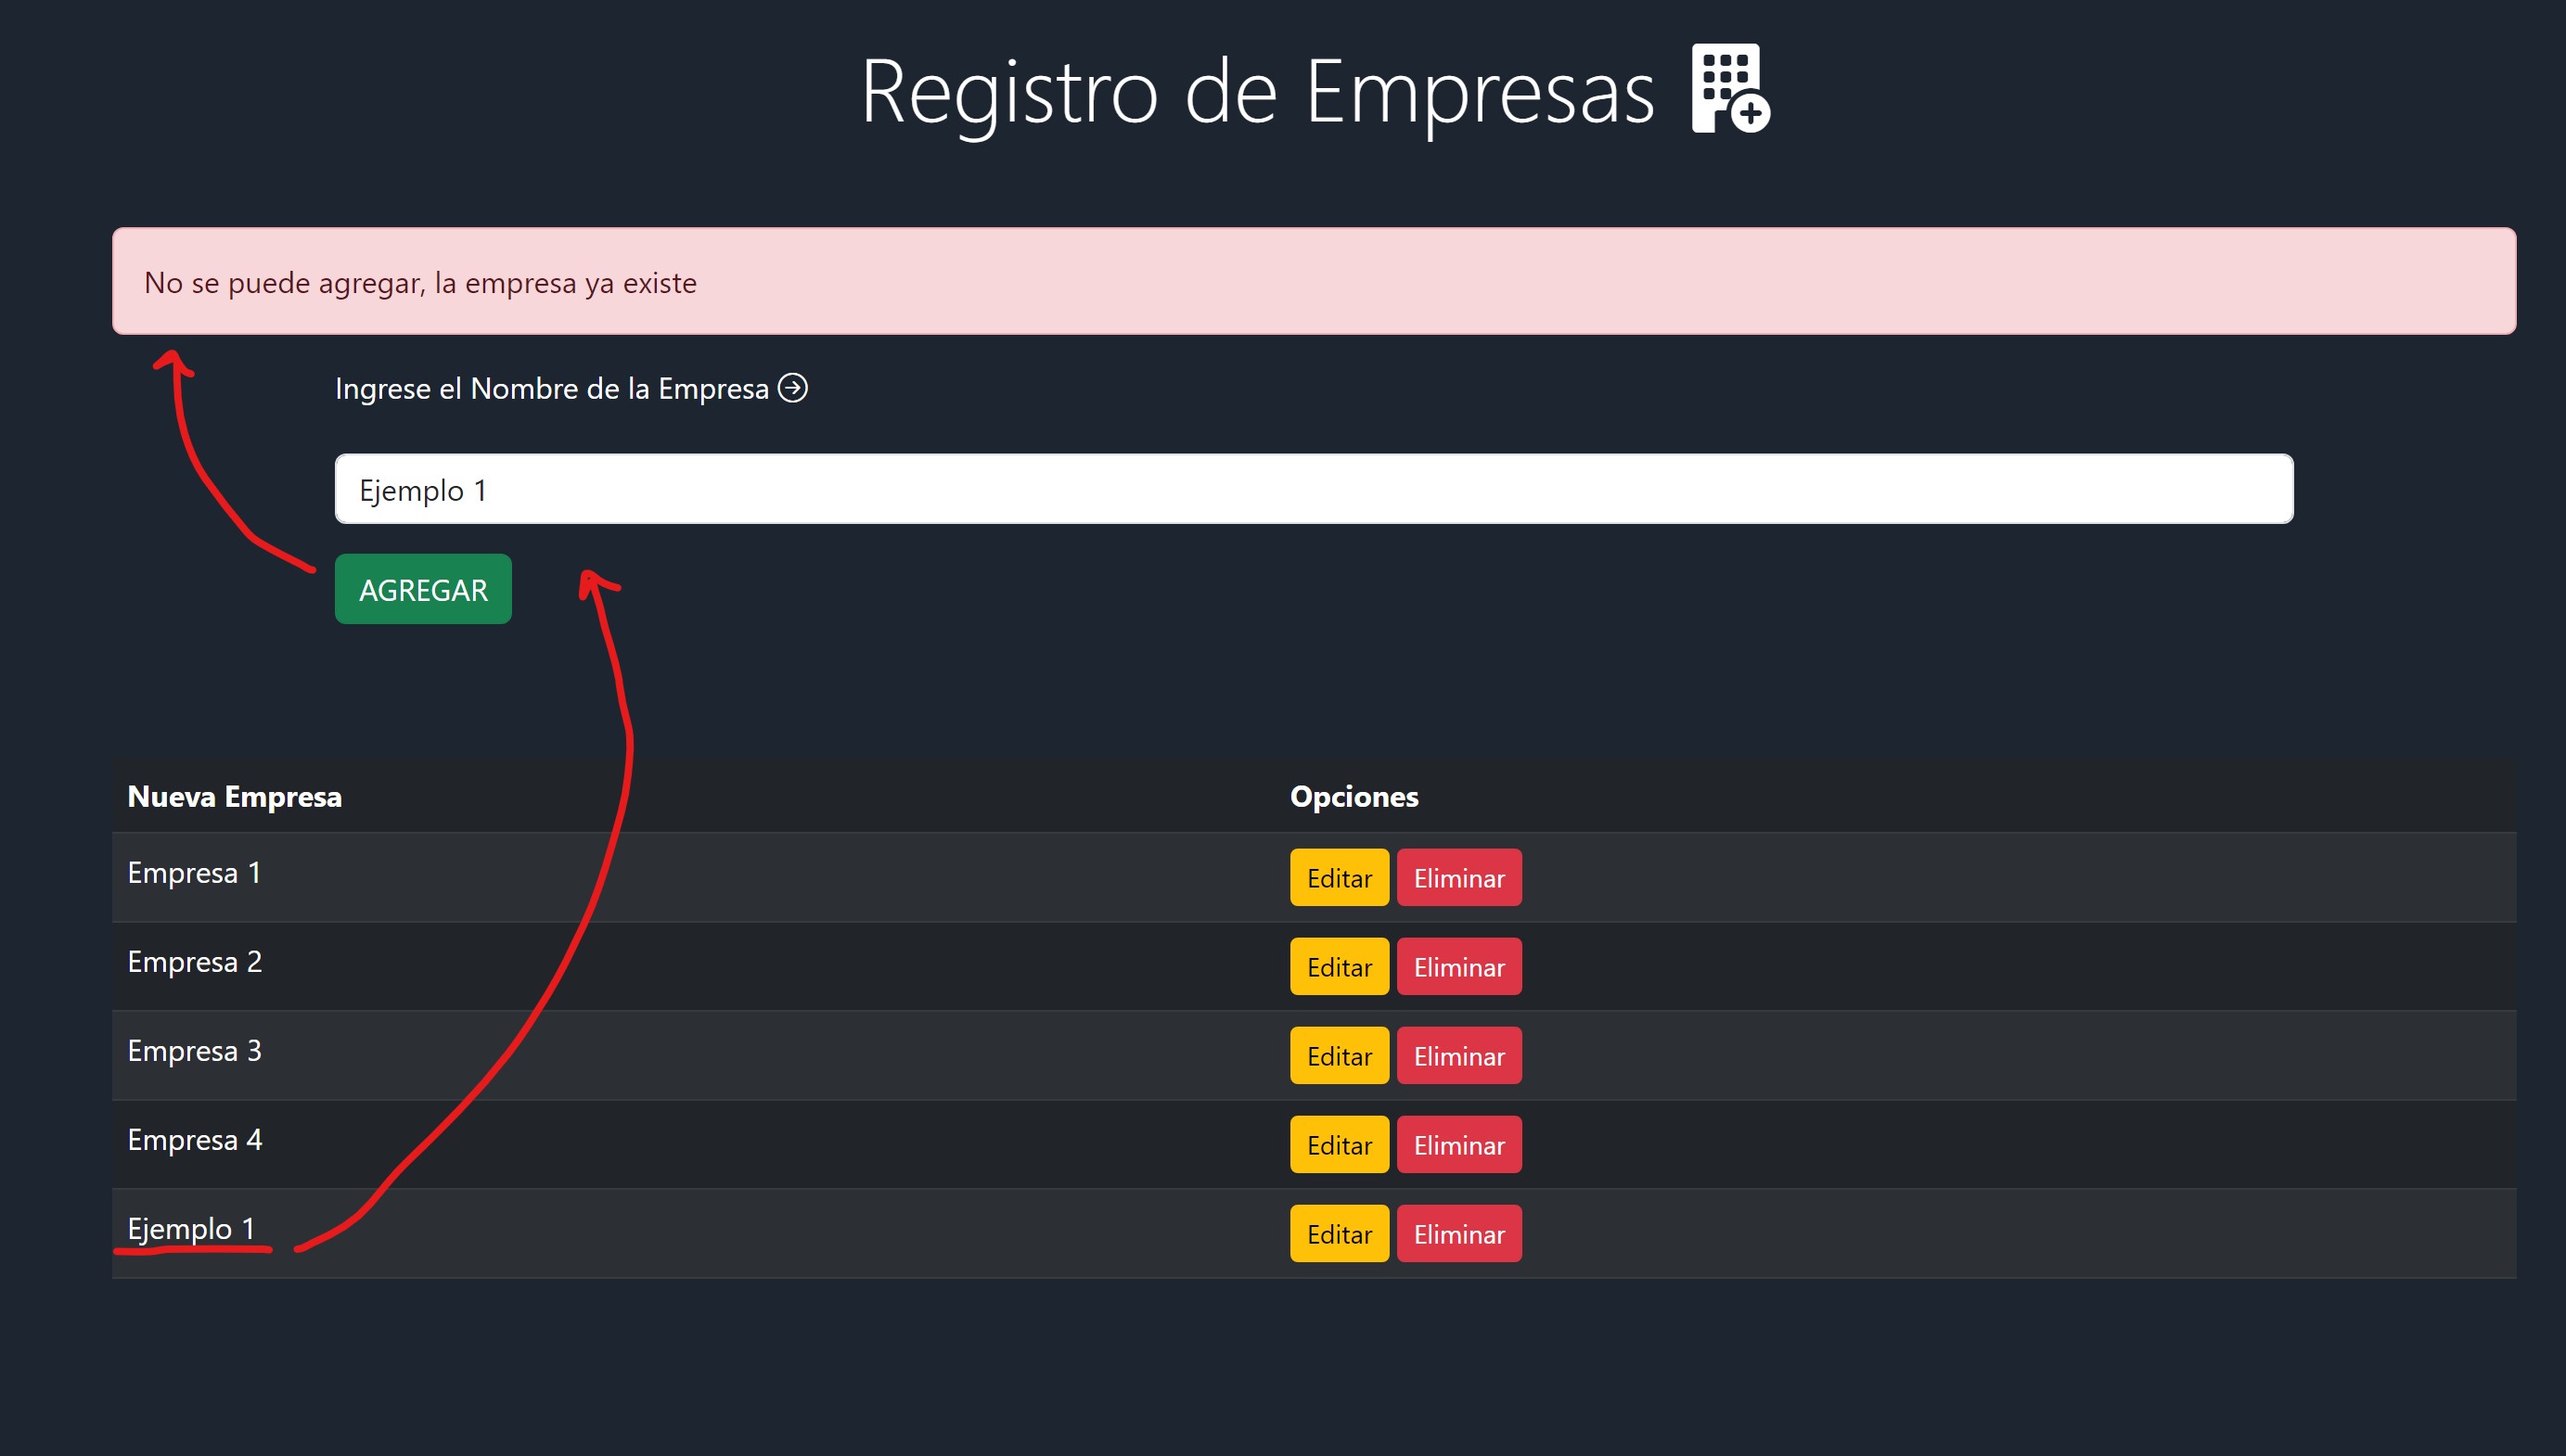 Registro de Empresas
No se puede agregar, la empresa ya existe
Ingrese el Nombre de la Empresa
Ejemplo 1
AGREGAR
Nueva Empresa Opciones
Empresa 1 Editar Eliminar
Empresa 2 Editar Eliminar
Empresa 3 Editar Eliminar
Empresa 4 Editar Eliminar
Ejemplo 1 Editar Eliminar